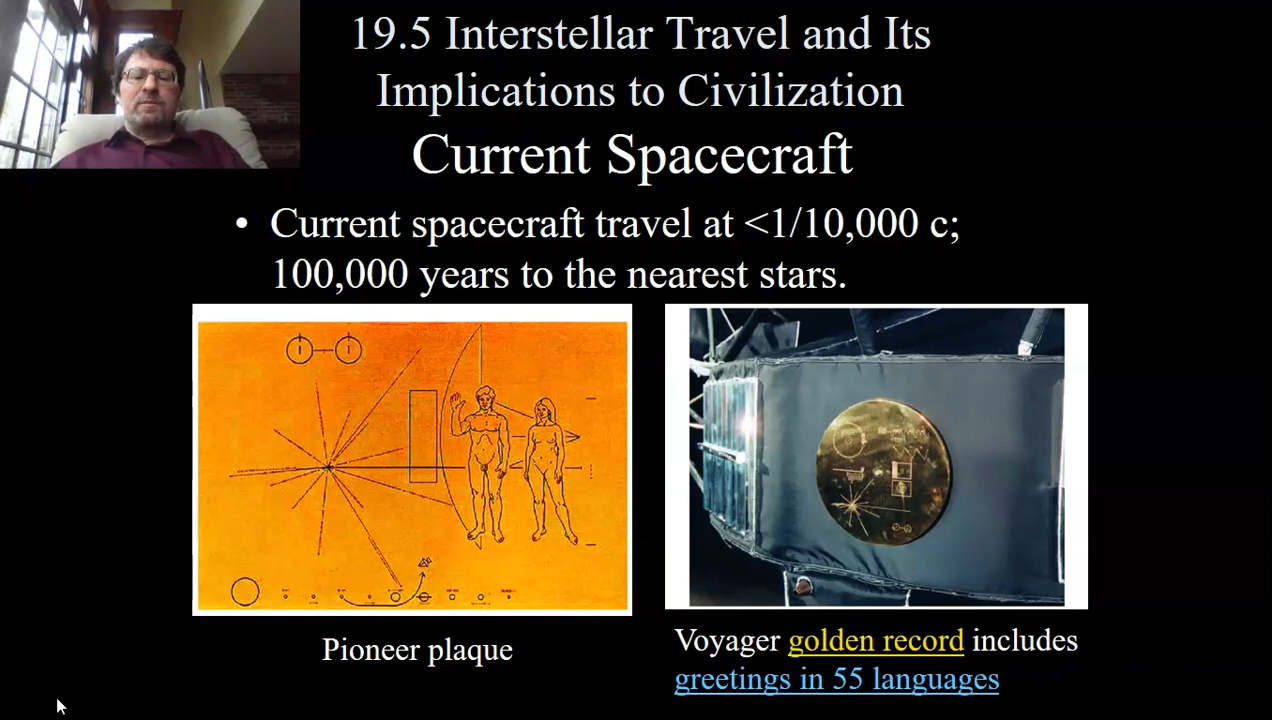 19.5 Interstellar Travel and Its
Implications to Civilization
Current Spacecraft
• Current spacecraft travel at <1/10,000 c;
100,000 years to the nearest stars.
Pioneer plaque
Voyager golden record includes
greetings in 55 languages